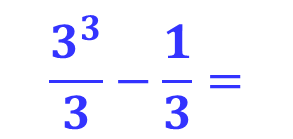 3³/3 − 1/3 =